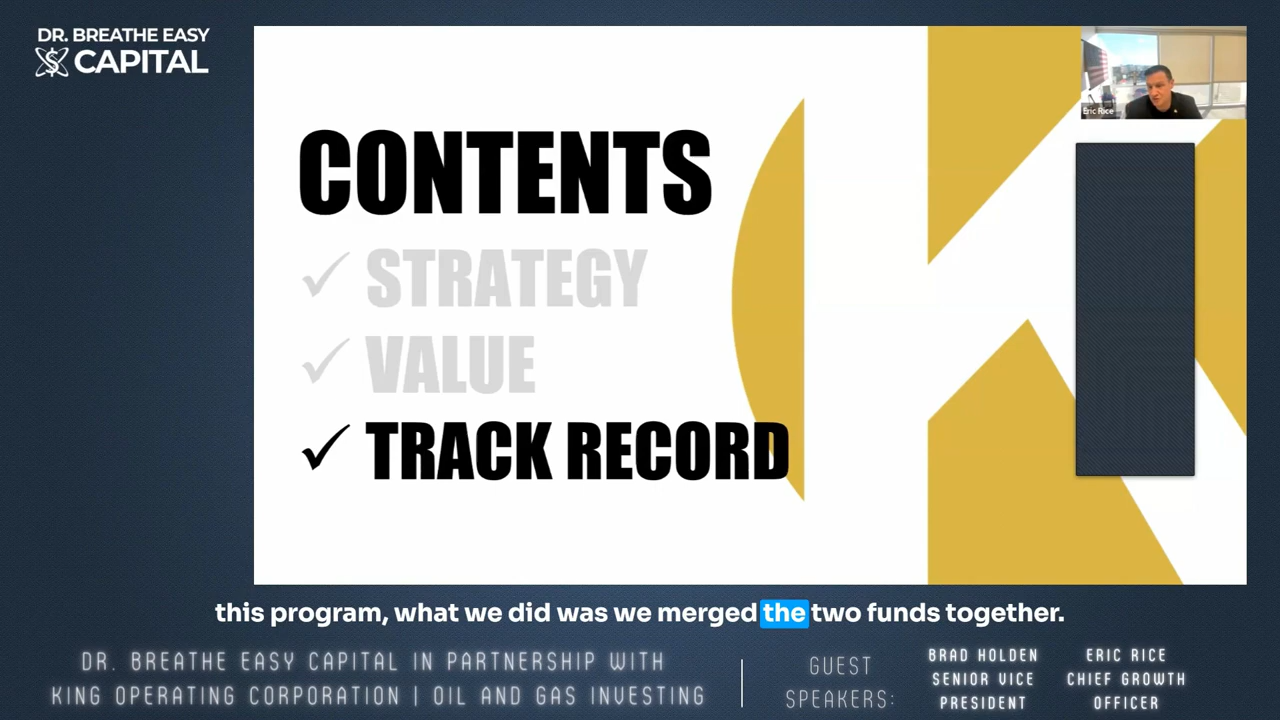 DR. BREATHE EASY
CAPITAL
Eric Rice
CONTENTS
✓ STRATEGY
✓ VALUE
✓ TRACK RECORD
this program, what we did was we merged the two funds together.
DR. BREATHE EASY CAPITAL IN PARTNERSHIP WITH
KING OPERATING CORPORATION | OIL AND GAS INVESTING
GUEST
SPEAKERS:
BRAD HOLDEN
SENIOR VICE
PRESIDENT
ERIC RICE
CHIEF GROWTH
OFFICER